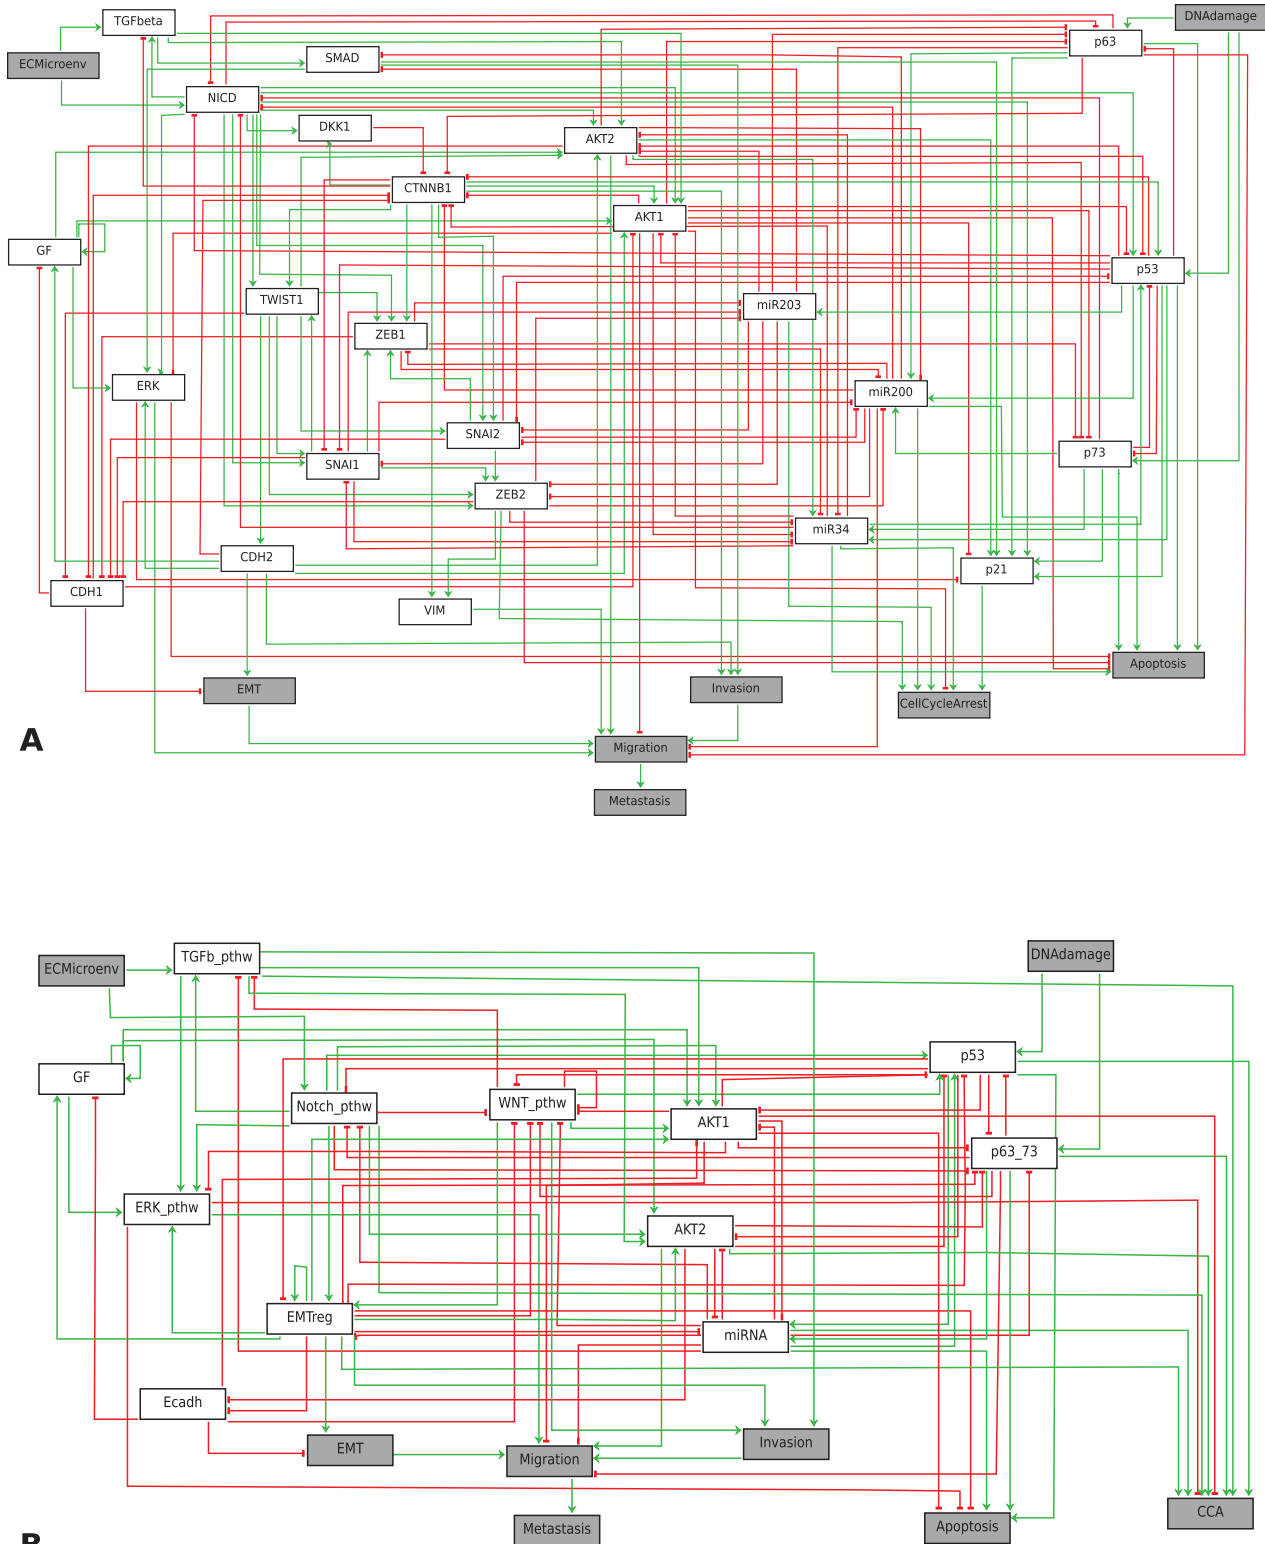 TGFbeta
DNAdamage
p63
SMAD
ECMicroenv
NICD
DKK1
AKT2
CTNNB1
AKT1
GF
p53
TWIST1
miR203
ZEB1
ERK
miR200
SNAI2
SNAI1
p73
ZEB2
miR34
CDH2
p21
CDH1
VIM
Apoptosis
EMT
Invasion
CellCycleArrest
A
Migration
Metastasis
TGFb_pthw
DNAdamage
ECMicroenv
p53
GF
Notch_pthw
WNT_pthw
AKT1
p63_73
ERK_pthw
AKT2
EMTreg
miRNA
Ecadh
EMT
Invasion
Migration
CCA
Metastasis
Apoptosis
B